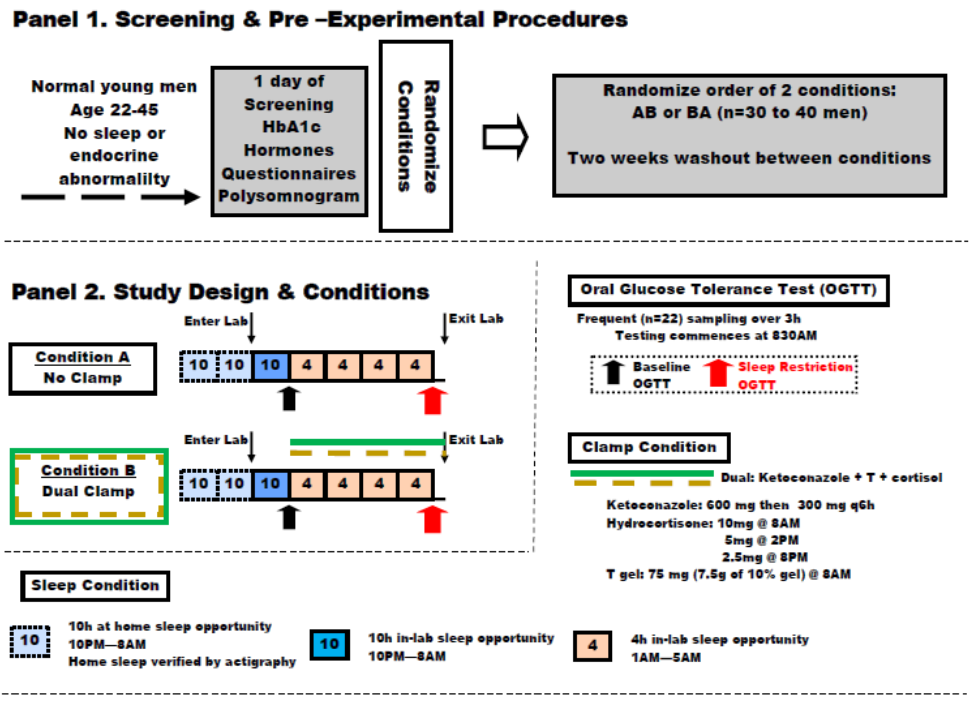 Panel 1. Screening & Pre –Experimental Procedures
Normal young men
Age 22-45
No sleep or
endocrine
abnormalilty
1 day of
Screening
HbA1c
Hormones
Questionnaires
Polysomnogram
Randomize
Conditions
Randomize order of 2 conditions:
AB or BA (n=30 to 40 men)
Two weeks washout between conditions
Panel 2. Study Design & Conditions
Enter Lab
Exit Lab
Condition A
No Clamp
10 10 10 4 4 4 4
Enter Lab
Exit Lab
Condition B
Dual Clamp
10 10 10 4 4 4 4
Oral Glucose Tolerance Test (OGTT)
Frequent (n=22) sampling over 3h
Testing commences at 830AM
Baseline
OGTT
Sleep Restriction
OGTT
Clamp Condition
Dual: Ketoconazole + T + cortisol
Ketoconazole: 600 mg then 300 mg q6h
Hydrocortisone: 10mg @ 8AM
5mg @ 2PM
2.5mg @ 8PM
T gel: 75 mg (7.5g of 10% gel) @ 8AM
Sleep Condition
10
10h at home sleep opportunity
10PM—8AM
Home sleep verified by actigraphy
10
10h in-lab sleep opportunity
10PM—8AM
4
4h in-lab sleep opportunity
1AM—5AM